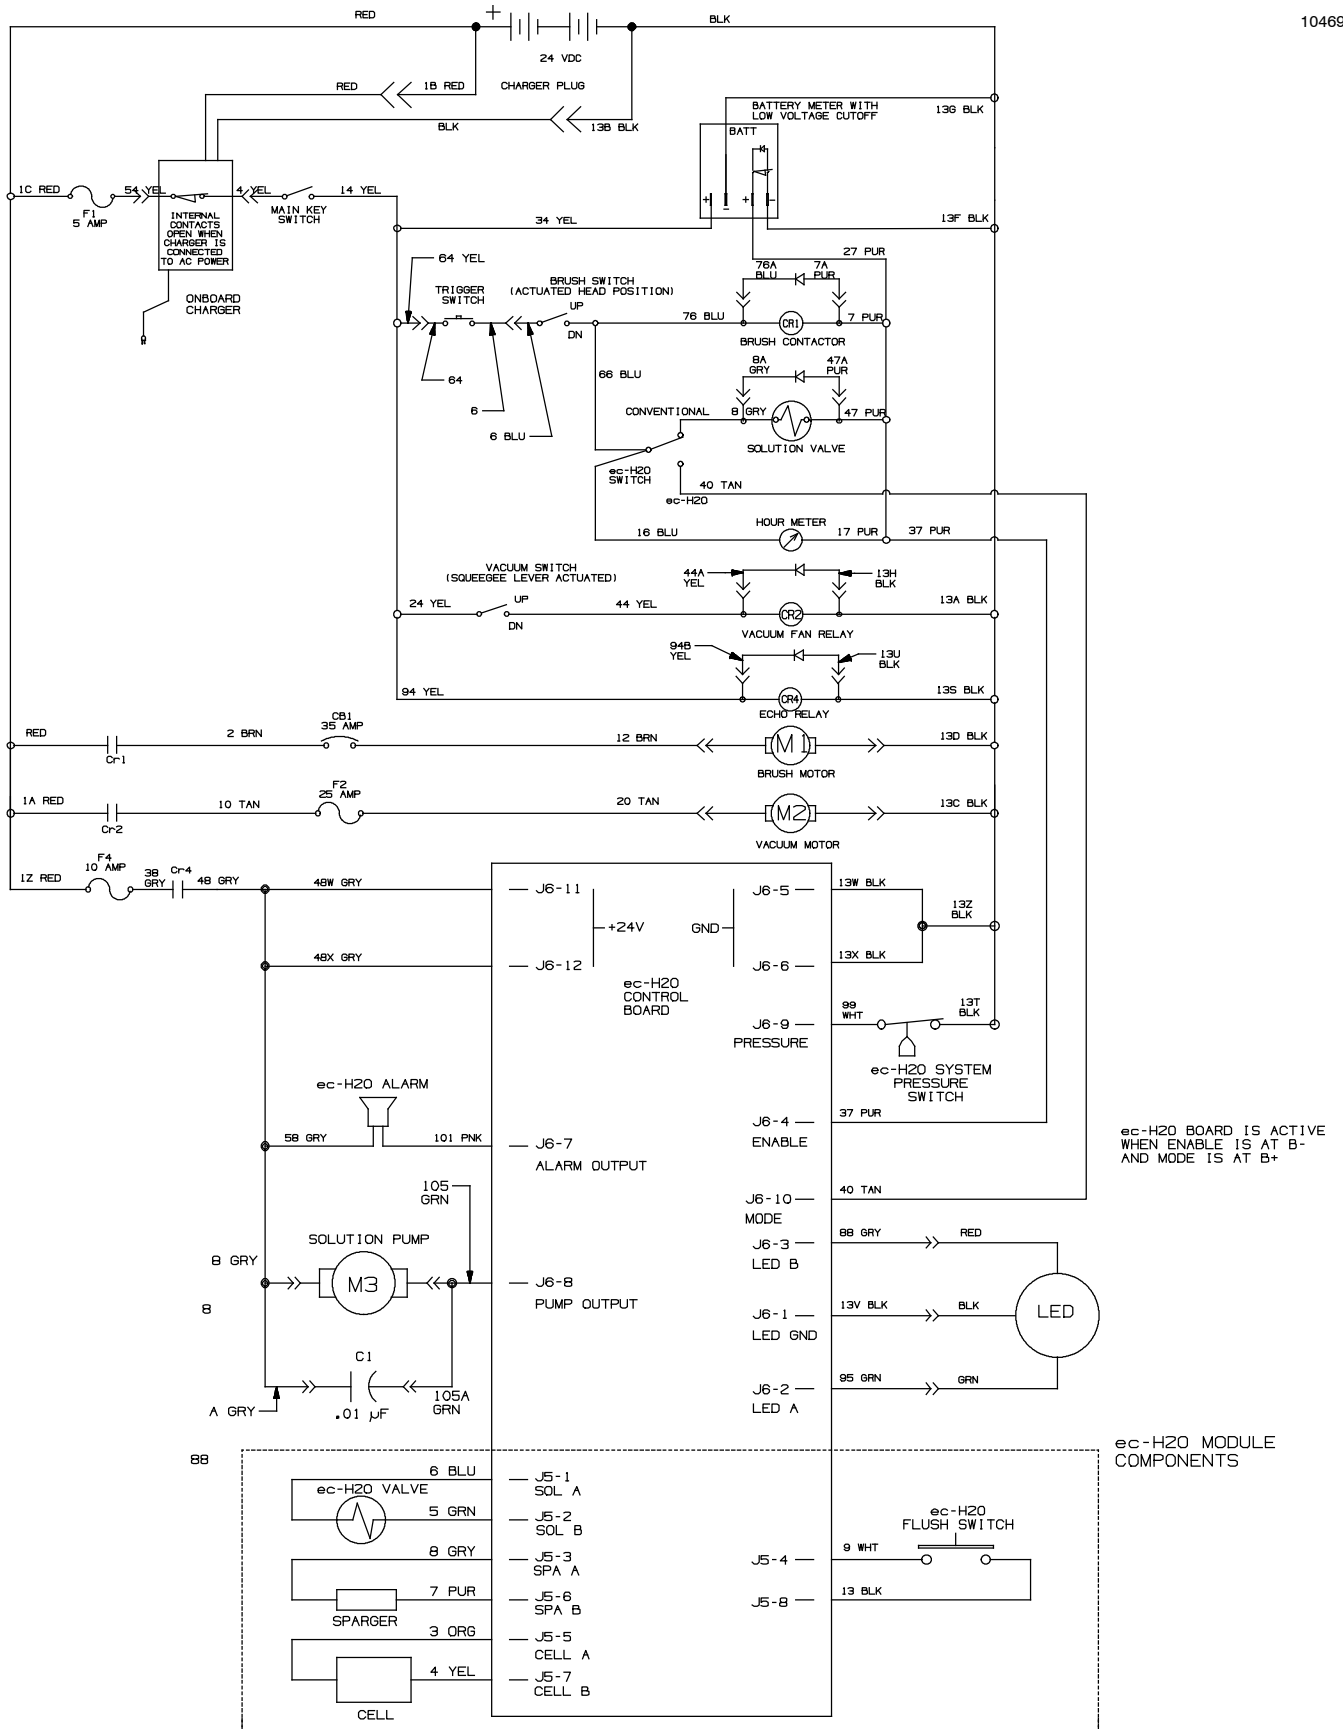 10469
RED
+
BLK
24 VDC
RED
1B RED
CHARGER PLUG
BLK
13B BLK
BATTERY METER WITH
LOW VOLTAGE CUTOFF
13G BLK
BATT
+
-
+
-
1C RED
F1
5 AMP
54 YEL
4 YEL
MAIN KEY
SWITCH
14 YEL
INTERNAL
CONTACTS
OPEN WHEN
CHARGER IS
CONNECTED
TO AC POWER
34 YEL
13F BLK
ONBOARD
CHARGER
64 YEL
27 PUR
TRIGGER
SWITCH
BRUSH SWITCH
(ACTUATED HEAD POSITION)
UP
DN
76A
BLU
7A
PUR
76 BLU
CR1
7 PUR
BRUSH CONTACTOR
64
6
6 BLU
66 BLU
8A
GRY
47A
PUR
CONVENTIONAL
8 GRY
47 PUR
SOLUTION VALVE
ec-H2O
SWITCH
ec-H2O
40 TAN
16 BLU
HOUR METER
17 PUR
37 PUR
VACUUM SWITCH
(SQUEEGEE LEVER ACTUATED)
24 YEL
UP
DN
44 YEL
44A
YEL
13H
BLK
CR2
13A BLK
VACUUM FAN RELAY
94B
YEL
13U
BLK
94 YEL
CR4
13S BLK
ECHO RELAY
RED
Cr1
2 BRN
CB1
35 AMP
12 BRN
M1
13D BLK
BRUSH MOTOR
1A RED
Cr2
10 TAN
F2
25 AMP
20 TAN
M2
13C BLK
VACUUM MOTOR
1Z RED
F4
10 AMP
38
GRY
Cr4
48 GRY
48W GRY
J6-11
+24V
48X GRY
J6-12
GND
J6-5
13W BLK
13Z
BLK
J6-6
13X BLK
ec-H2O
CONTROL
BOARD
J6-9
PRESSURE
99
WHT
13T
BLK
ec-H2O SYSTEM
PRESSURE
SWITCH
ec-H2O ALARM
58 GRY
101 PNK
J6-7
ALARM OUTPUT
J6-4
ENABLE
37 PUR
ec-H2O BOARD IS ACTIVE
WHEN ENABLE IS AT B-
AND MODE IS AT B+
105
GRN
J6-10
MODE
40 TAN
8 GRY
SOLUTION PUMP
M3
J6-8
PUMP OUTPUT
J6-3
LED B
88 GRY
RED
8
J6-1
LED GND
13V BLK
BLK
LED
C1
.01 µF
105A
GRN
A GRY
J6-2
LED A
95 GRN
GRN
88
ec-H2O MODULE
COMPONENTS
6 BLU
J5-1
SOL A
ec-H2O VALVE
5 GRN
J5-2
SOL B
8 GRY
J5-3
SPA A
7 PUR
J5-6
SPA B
SPARGER
3 ORG
J5-5
CELL A
4 YEL
J5-7
CELL B
CELL
ec-H2O
FLUSH SWITCH
J5-4
9 WHT
J5-8
13 BLK